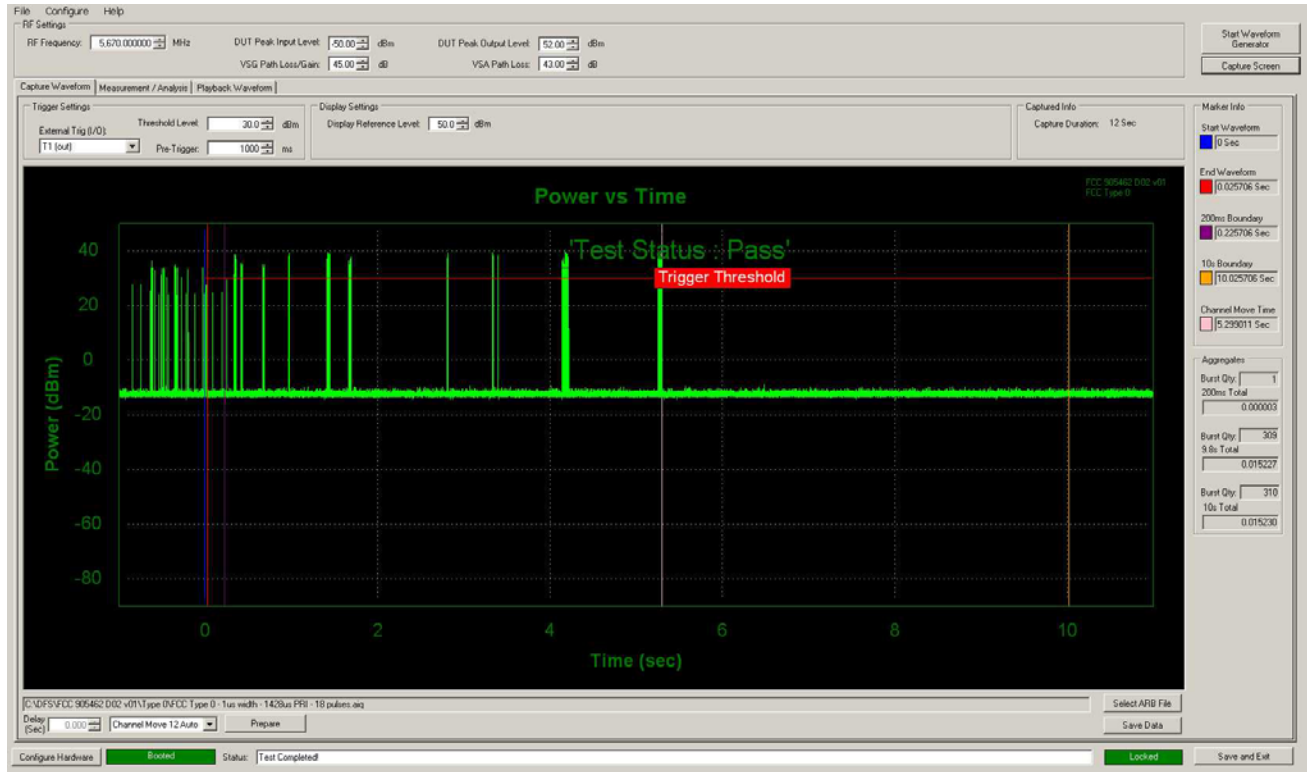 File Configure Help
RF Settings
RF Frequency: 5,670.000000 MHz DUT Peak Input Level: -50.00 dBm DUT Peak Output Level: 52.00 dBm
VSG Path Loss/Gain: 45.00 dB VSA Path Loss: 43.00 dB
Start Waveform
Generator
Capture Screen
Capture Waveform Measurement / Analysis Playback Waveform
Trigger Settings
External Trig (I/O): Threshold Level: 30.0 dBm
T1 (out) Pre-Trigger: 1000 ms
Display Settings
Display Reference Level: 50.0 dBm
Captured Info
Capture Duration: 12 Sec
Marker Info
Start Waveform
0 Sec
End Waveform
0.025706 Sec
200ms Boundary
0.225706 Sec
10s Boundary
10.025706 Sec
Channel Move Time
5.299011 Sec
Aggregates
Burst Qty: 1
200ms Total
0.000003
Burst Qty: 309
9.8s Total
0.015227
Burst Qty: 310
10s Total
0.015230
Power vs Time
FCC 905462 D02 v01
FCC Type 0
'Test Status : Pass'
Trigger Threshold
Power (dBm)
40
20
0
-20
-40
-60
-80
0 2 4 6 8 10
Time (sec)
C:\DFS\FCC 905462 D02 v01\Type 0\FCC Type 0 - 1us width - 1428us PRI - 18 pulses.aiq
Select ARB File
Delay
(Sec) 0.000 Channel Move 12 Auto Prepare
Save Data
Configure Hardware Booted Status: Test Completed! Locked Save and Exit